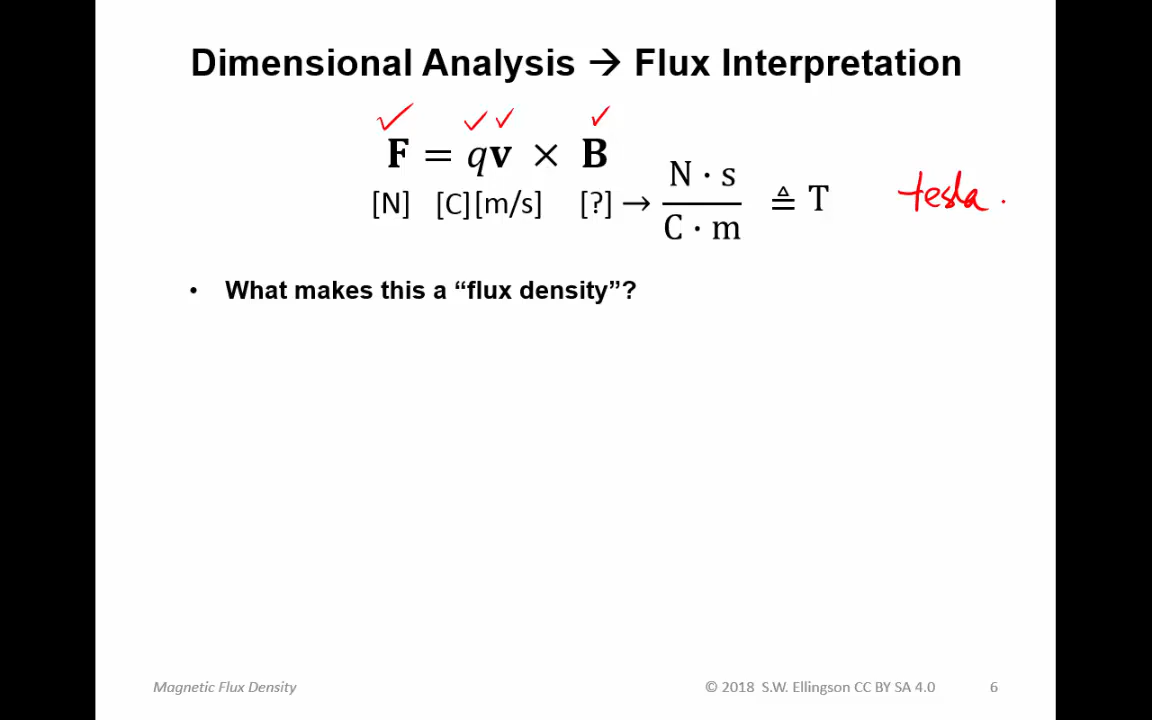 Dimensional Analysis → Flux Interpretation
F = qv × B
[N] [C][m/s] [?] → N · s / C · m ≜ T tesla.
• What makes this a “flux density”?
Magnetic Flux Density © 2018 S.W. Ellingson CC BY SA 4.0 6